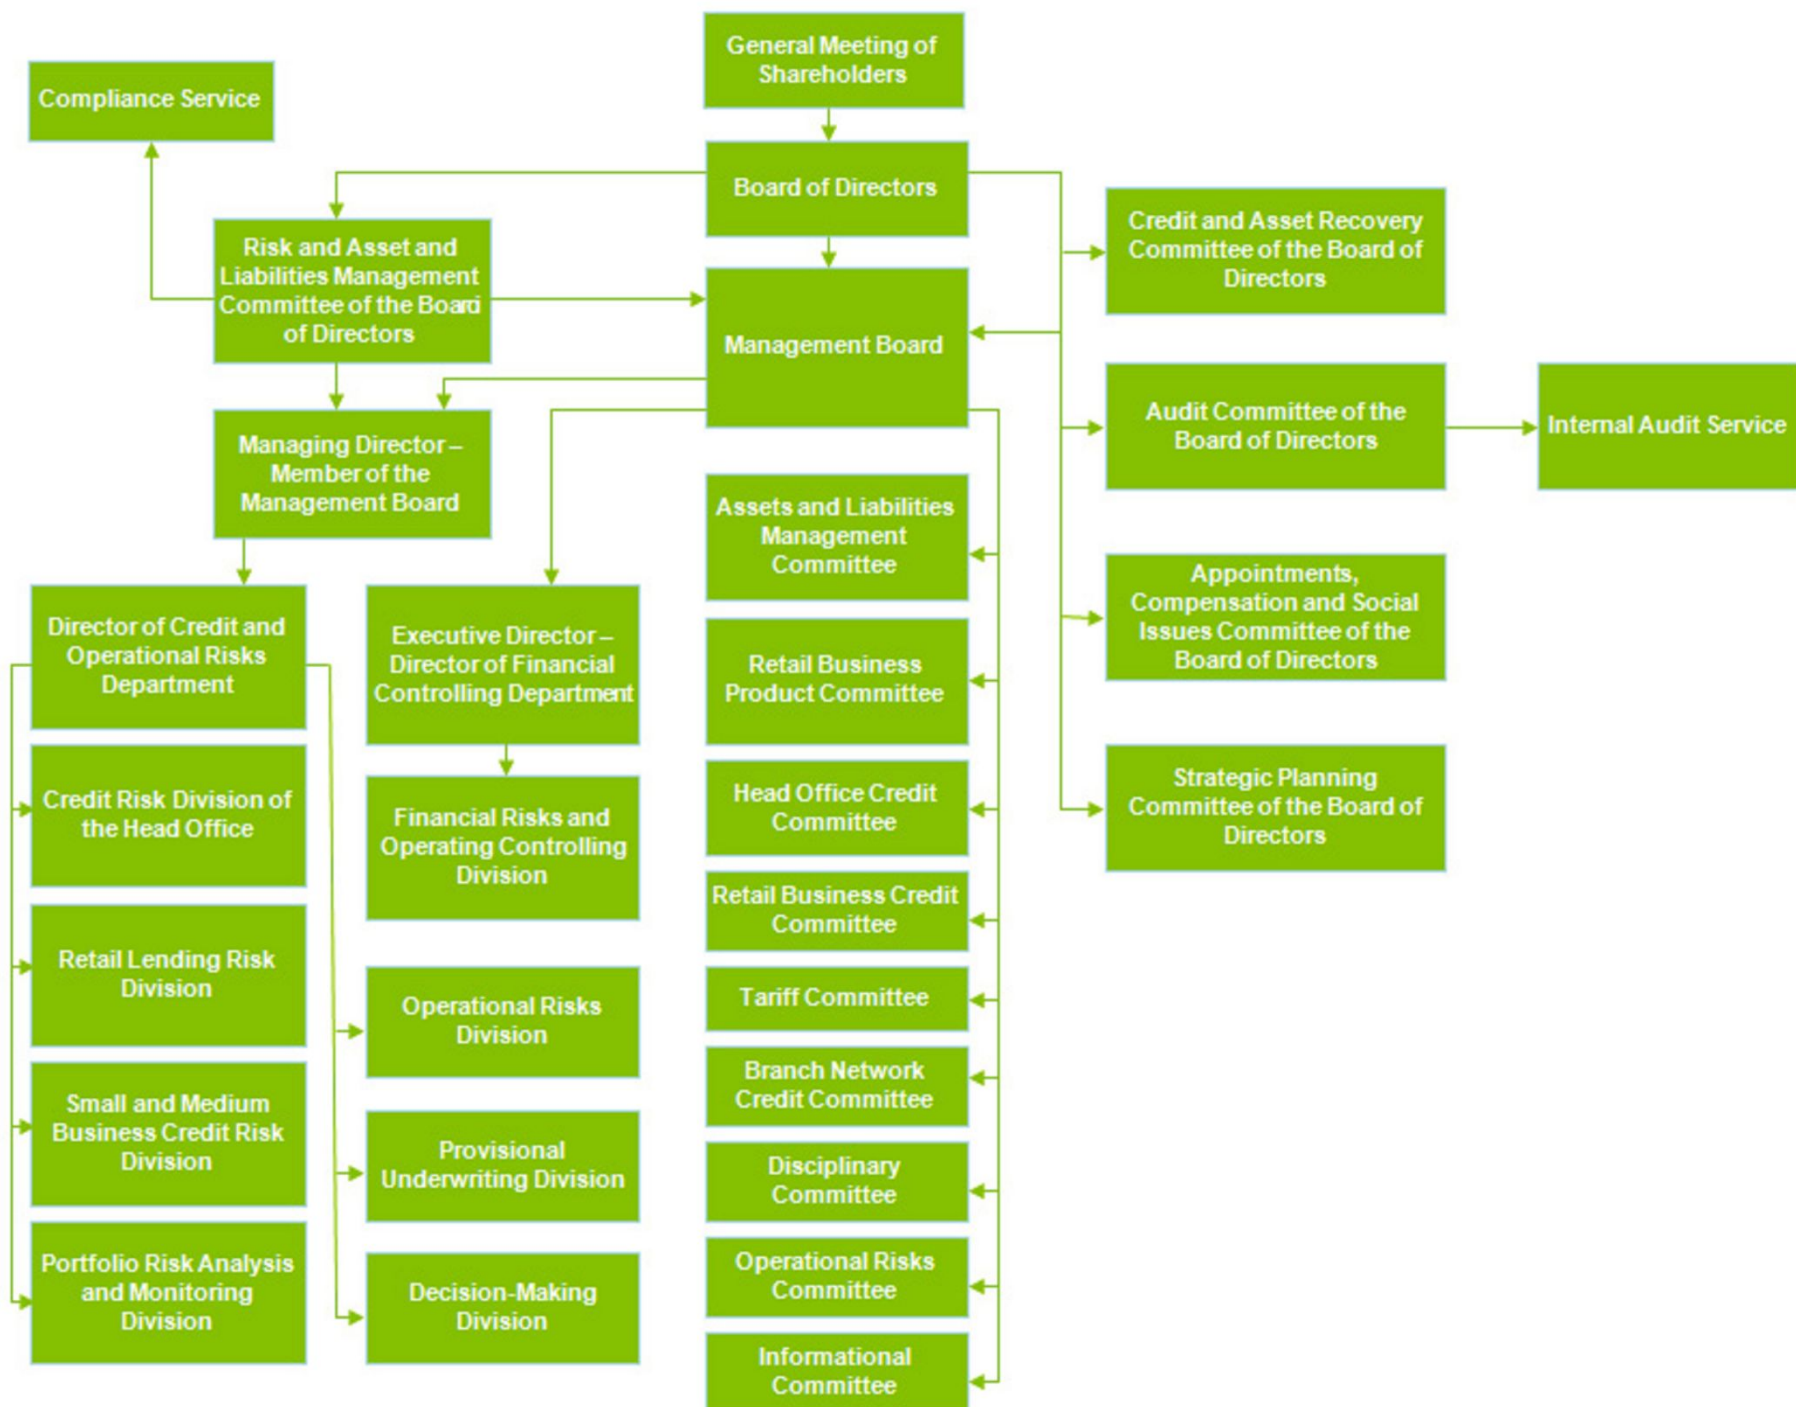 General Meeting of
Shareholders
Compliance Service
Board of Directors
Risk and Asset and
Liabilities Management
Committee of the Board
of Directors
Credit and Asset Recovery
Committee of the Board of
Directors
Management Board
Audit Committee of the
Board of Directors
Internal Audit Service
Managing Director –
Member of the
Management Board
Assets and Liabilities
Management
Committee
Appointments,
Compensation and Social
Issues Committee of the
Board of Directors
Director of Credit and
Operational Risks
Department
Executive Director –
Director of Financial
Controlling Department
Retail Business
Product Committee
Strategic Planning
Committee of the Board of
Directors
Credit Risk Division of
the Head Office
Financial Risks and
Operating Controlling
Division
Head Office Credit
Committee
Retail Business Credit
Committee
Retail Lending Risk
Division
Operational Risks
Division
Tariff Committee
Branch Network
Credit Committee
Small and Medium
Business Credit Risk
Division
Provisional
Underwriting Division
Disciplinary
Committee
Portfolio Risk Analysis
and Monitoring
Division
Decision-Making
Division
Operational Risks
Committee
Informational
Committee